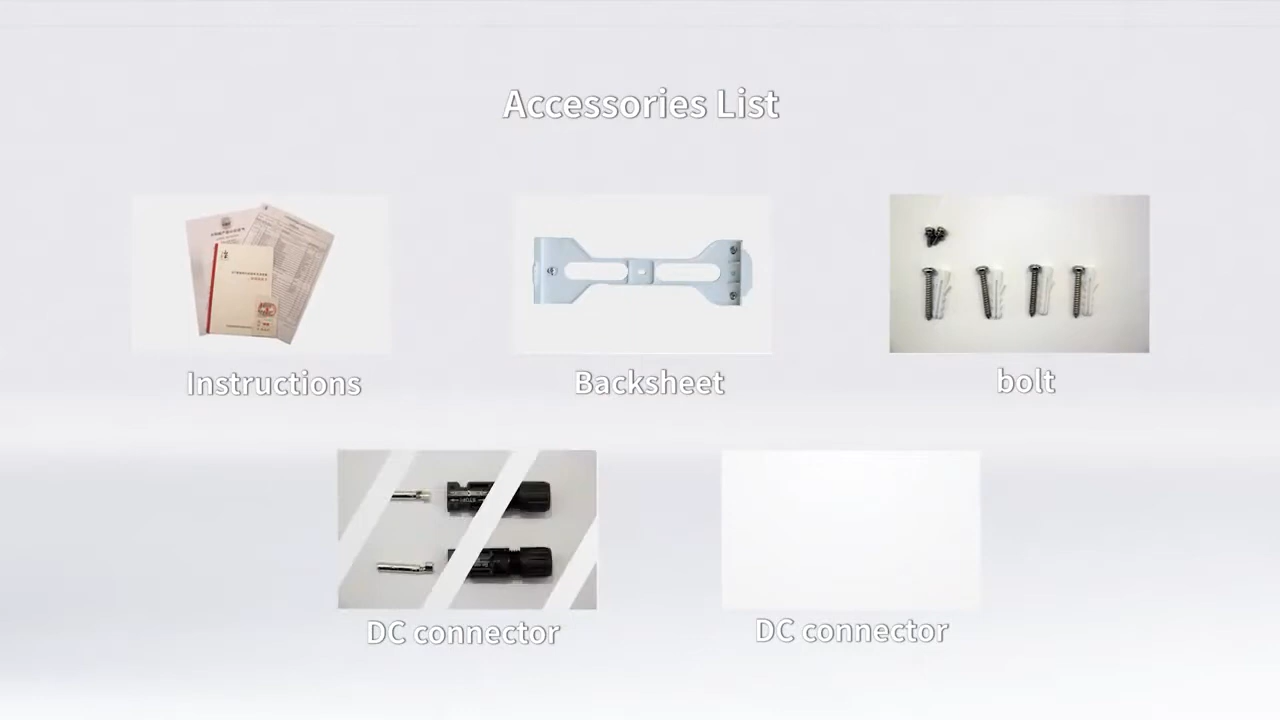 Accessories List
Instructions
Backsheet
bolt
DC connector
DC connector